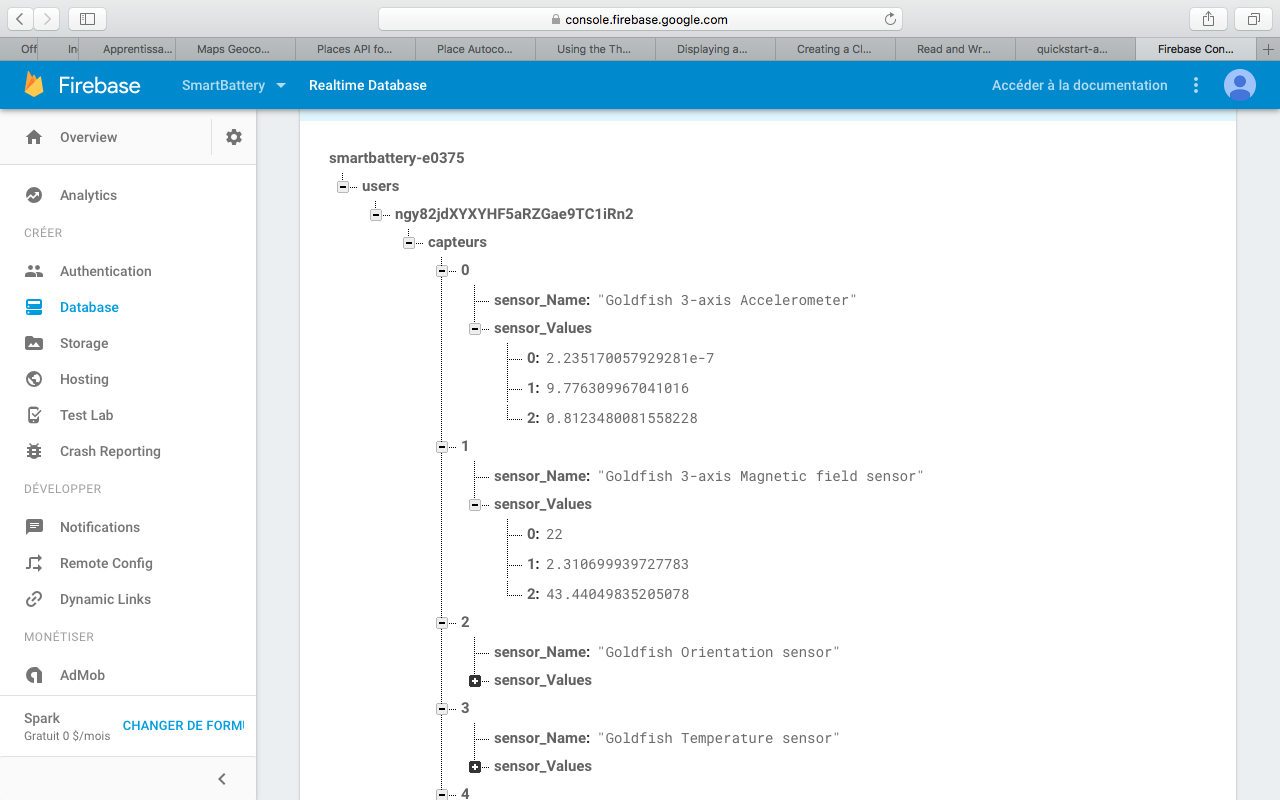 console.firebase.google.com
Off In Apprentissa... Maps Geoco... Places API fo... Place Autoco... Using the Th... Displaying a... Creating a Cl... Read and Wr... quickstart-a... Firebase Con...
Firebase SmartBattery Realtime Database Accéder à la documentation
Overview
Analytics
CRÉER
Authentication
Database
Storage
Hosting
Test Lab
Crash Reporting
DÉVELOPPER
Notifications
Remote Config
Dynamic Links
MONÉTISER
AdMob
Spark
Gratuit 0 $/mois
CHANGER DE FORMU
smartbattery-e0375
users
ngy82jdXYXYHF5aRZGae9TC1iRn2
capteurs
0
sensor_Name: "Goldfish 3-axis Accelerometer"
sensor_Values
0: 2.235170057929281e-7
1: 9.776309967041016
2: 0.8123480081558228
1
sensor_Name: "Goldfish 3-axis Magnetic field sensor"
sensor_Values
0: 22
1: 2.310699939727783
2: 43.44049835205078
2
sensor_Name: "Goldfish Orientation sensor"
sensor_Values
3
sensor_Name: "Goldfish Temperature sensor"
sensor_Values
4